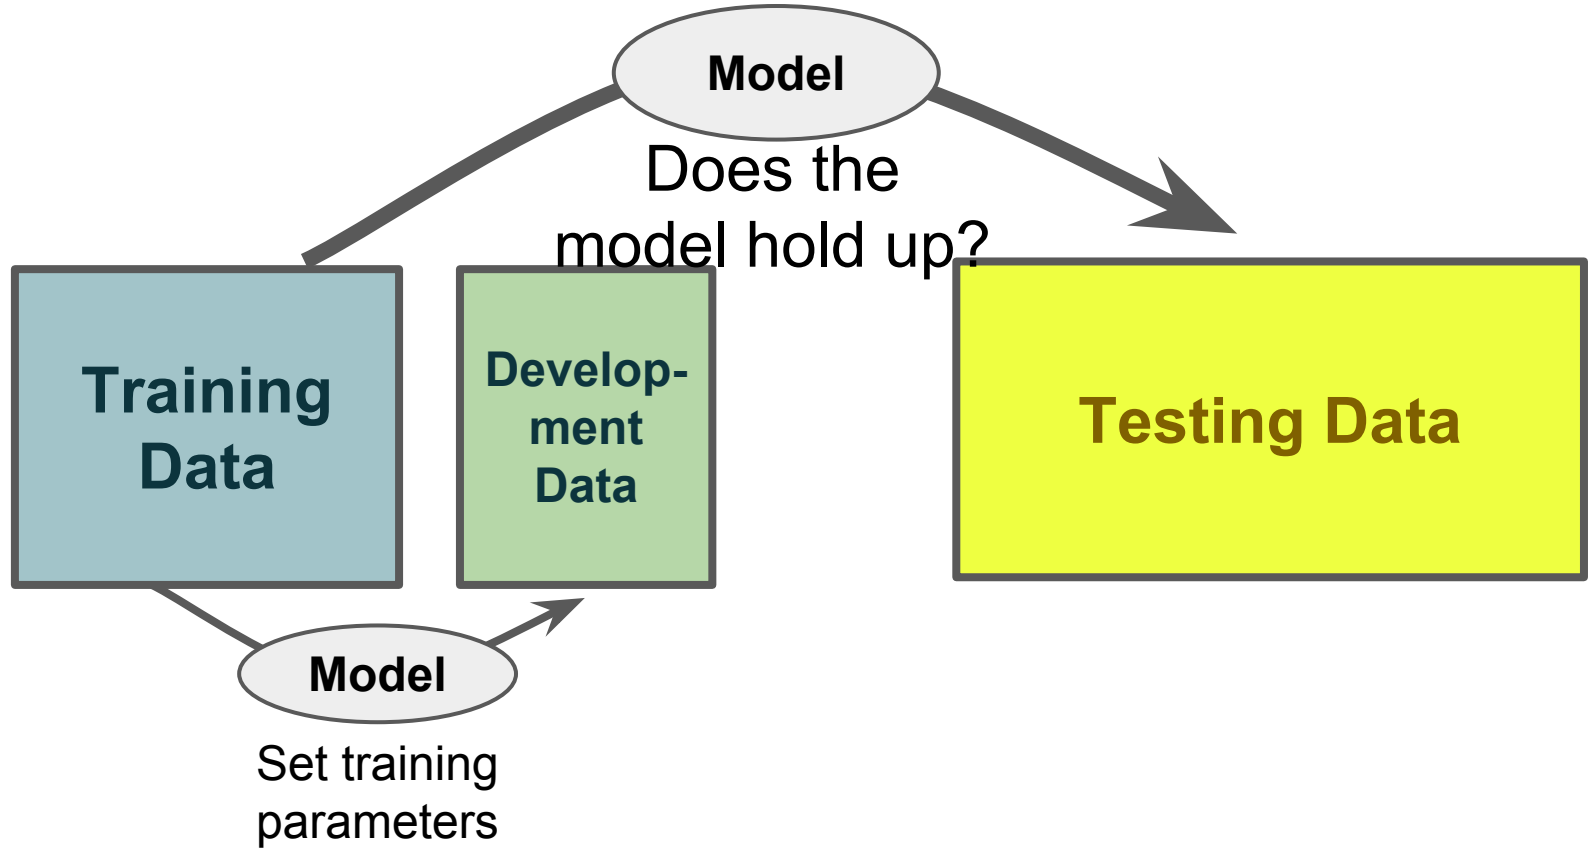 Model
Does the
model hold up?
Training
Data
Develop-
ment
Data
Testing Data
Model
Set training
parameters